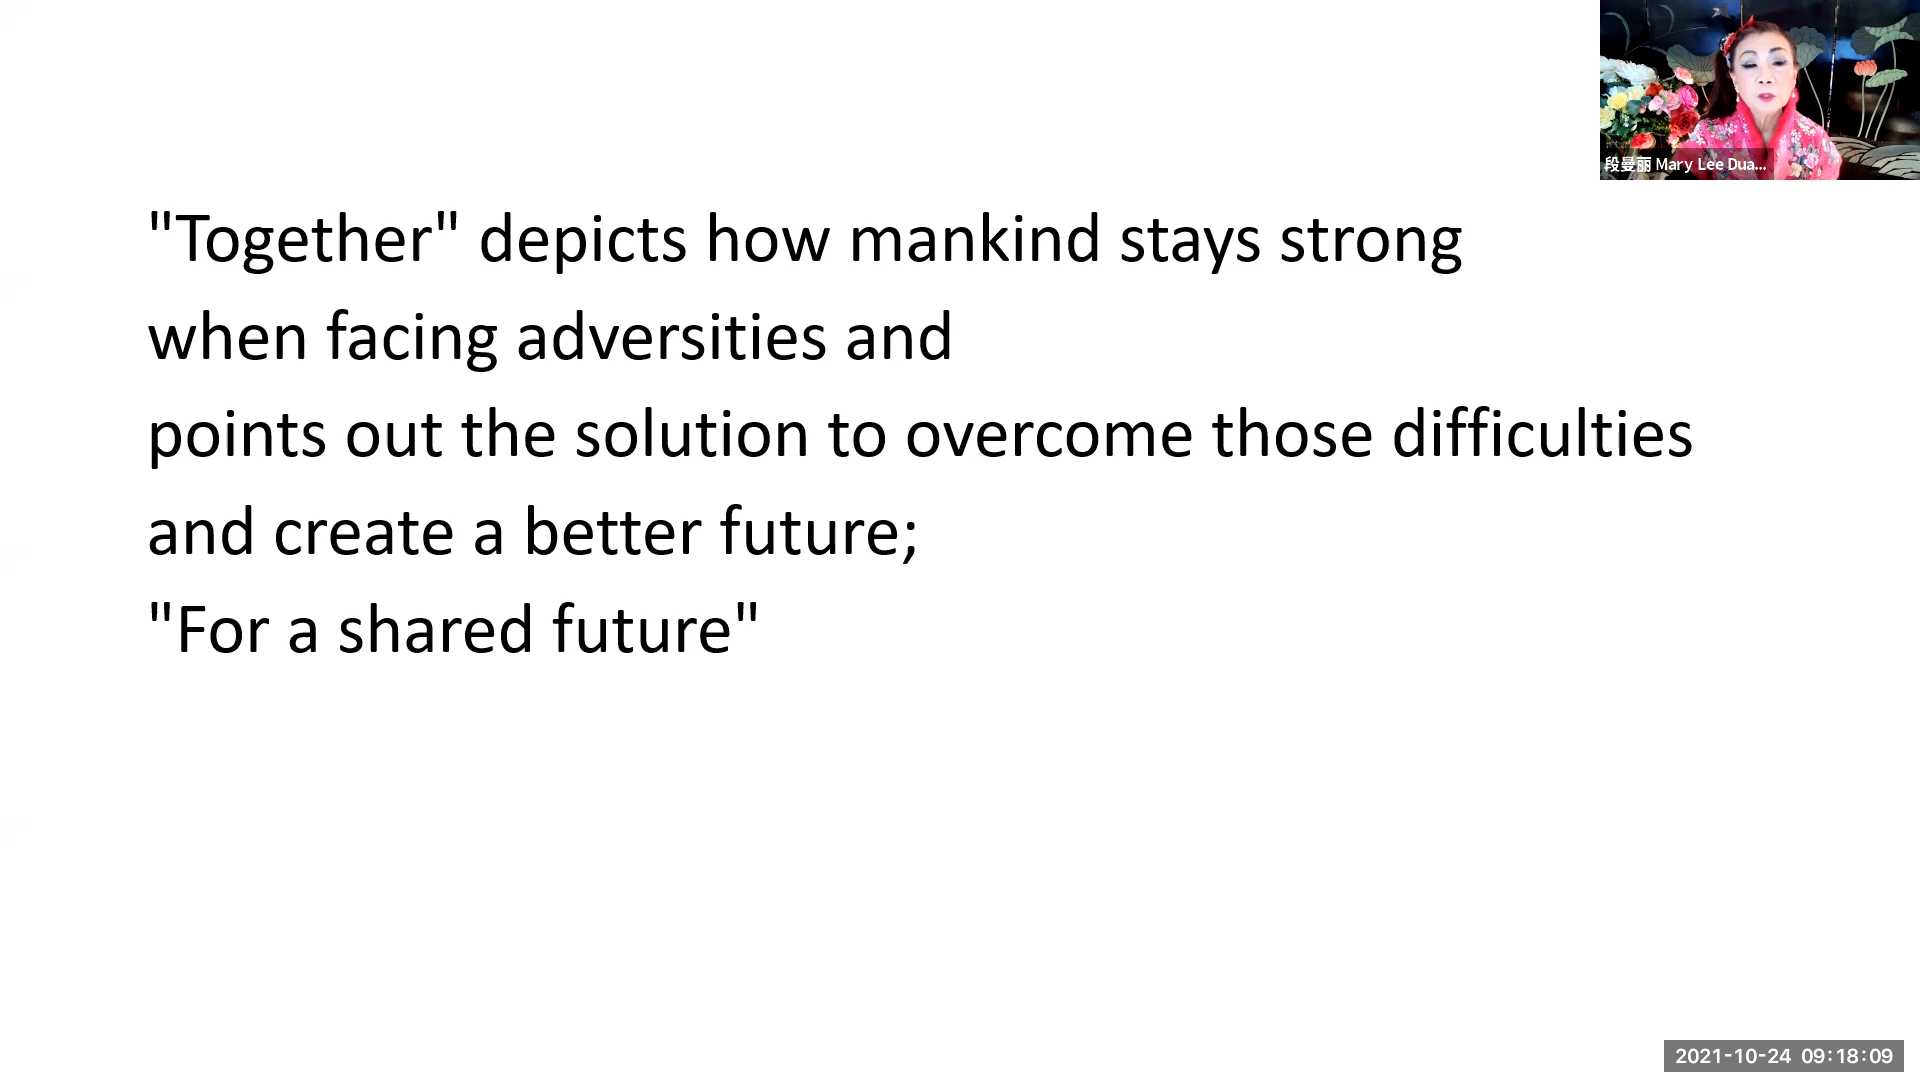 段曼丽 Mary Lee Dua...
"Together" depicts how mankind stays strong
when facing adversities and
points out the solution to overcome those difficulties
and create a better future;
"For a shared future"
2021-10-24 09:18:09